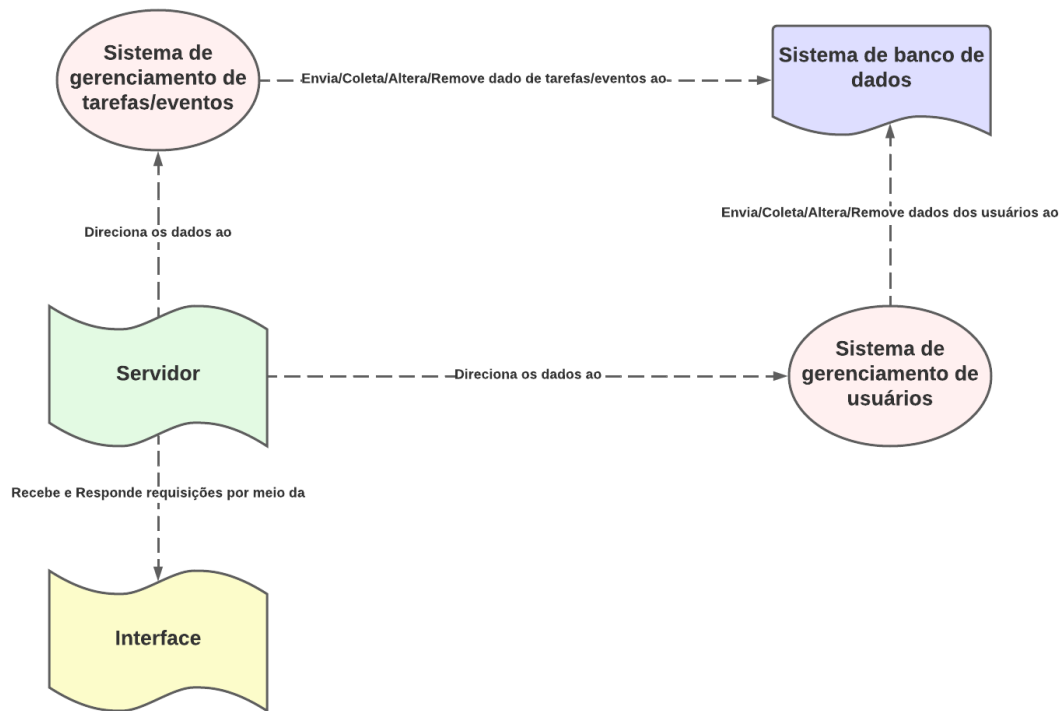 Sistema de
gerenciamento de
tarefas/eventos
Envia/Coleta/Altera/Remove dado de tarefas/eventos ao
Sistema de banco de
dados
Direciona os dados ao
Envia/Coleta/Altera/Remove dados dos usuários ao
Servidor
Direciona os dados ao
Sistema de
gerenciamento de
usuários
Recebe e Responde requisições por meio da
Interface